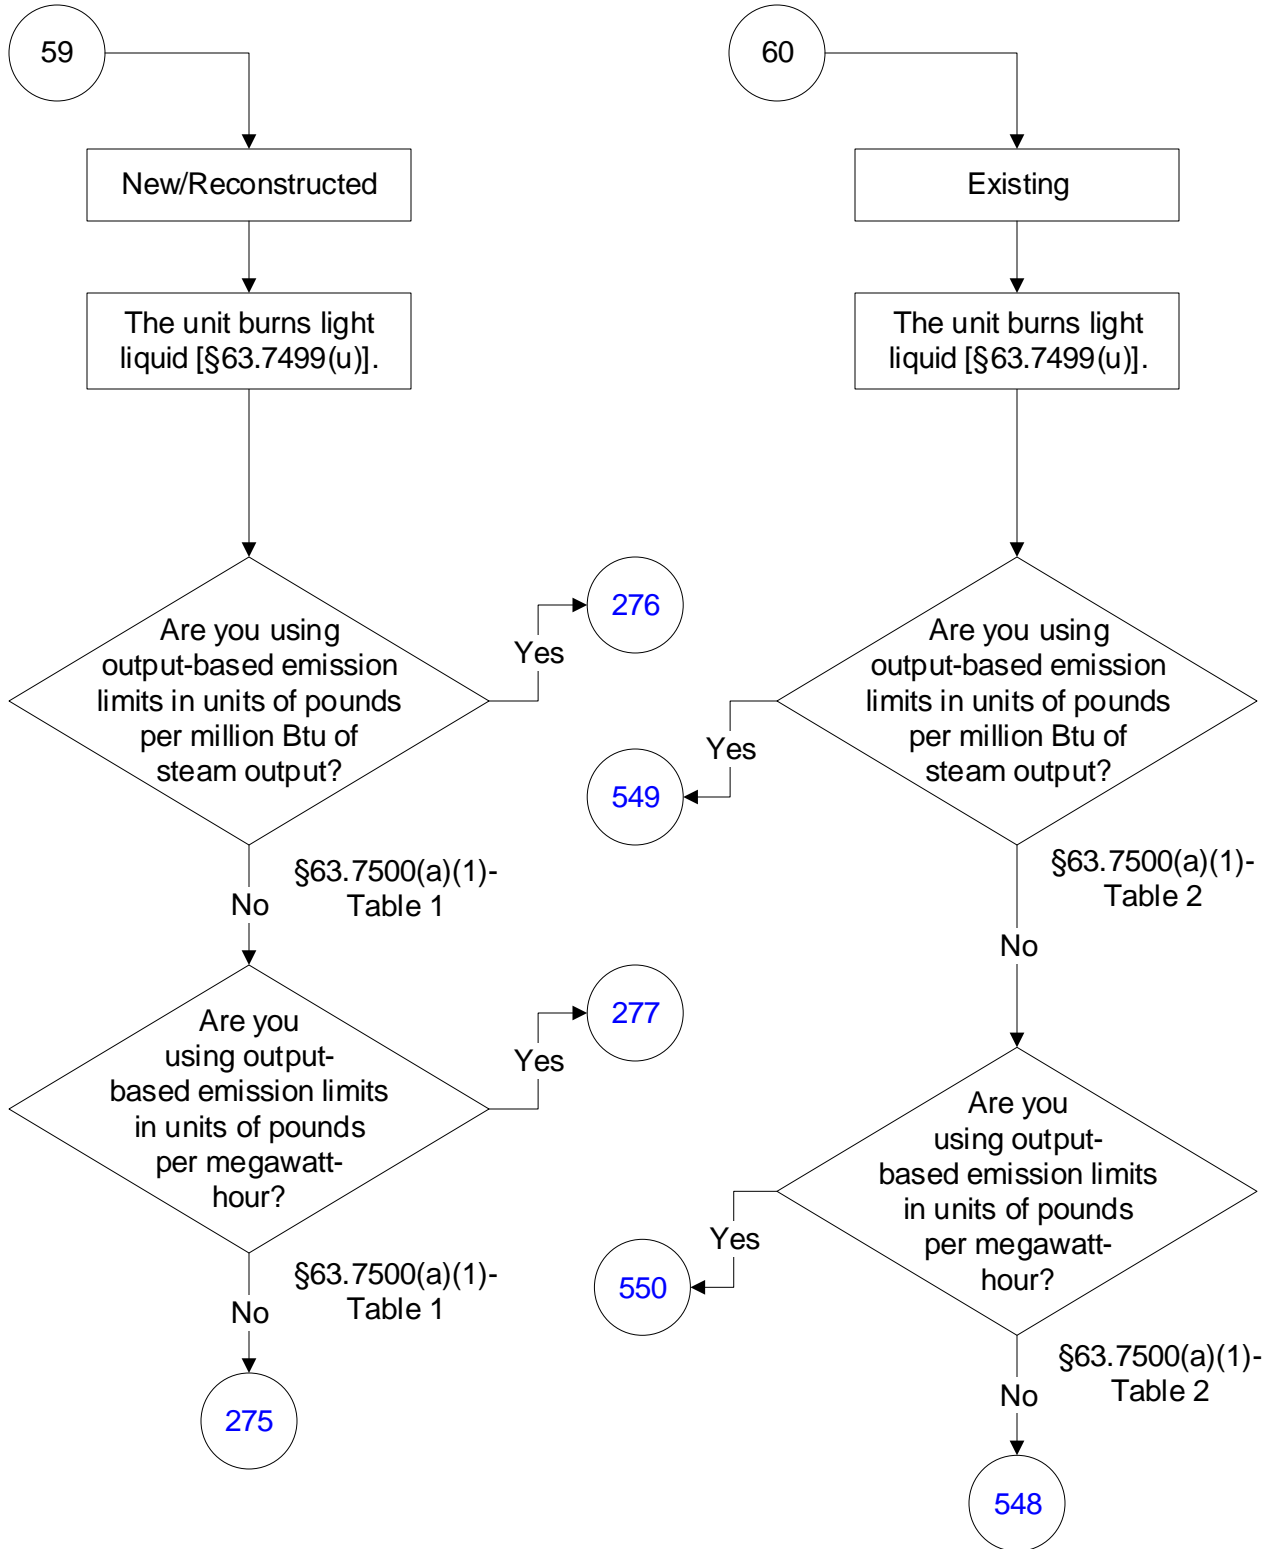 59
New/Reconstructed
The unit burns light
liquid [§63.7499(u)].
Are you using
output-based emission
limits in units of pounds
per million Btu of
steam output?
Yes
276
§63.7500(a)(1)-
Table 1
No
Are you
using output-
based emission limits
in units of pounds
per megawatt-
hour?
Yes
277
§63.7500(a)(1)-
Table 1
No
275
60
Existing
The unit burns light
liquid [§63.7499(u)].
Are you using
output-based emission
limits in units of pounds
per million Btu of
steam output?
Yes
549
§63.7500(a)(1)-
Table 2
No
Are you
using output-
based emission limits
in units of pounds
per megawatt-
hour?
Yes
550
§63.7500(a)(1)-
Table 2
No
548